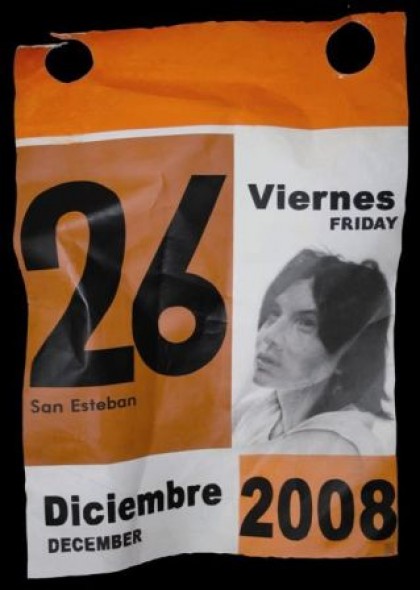 26
San Esteban
Viernes
FRIDAY
Diciembre
DECEMBER
2008